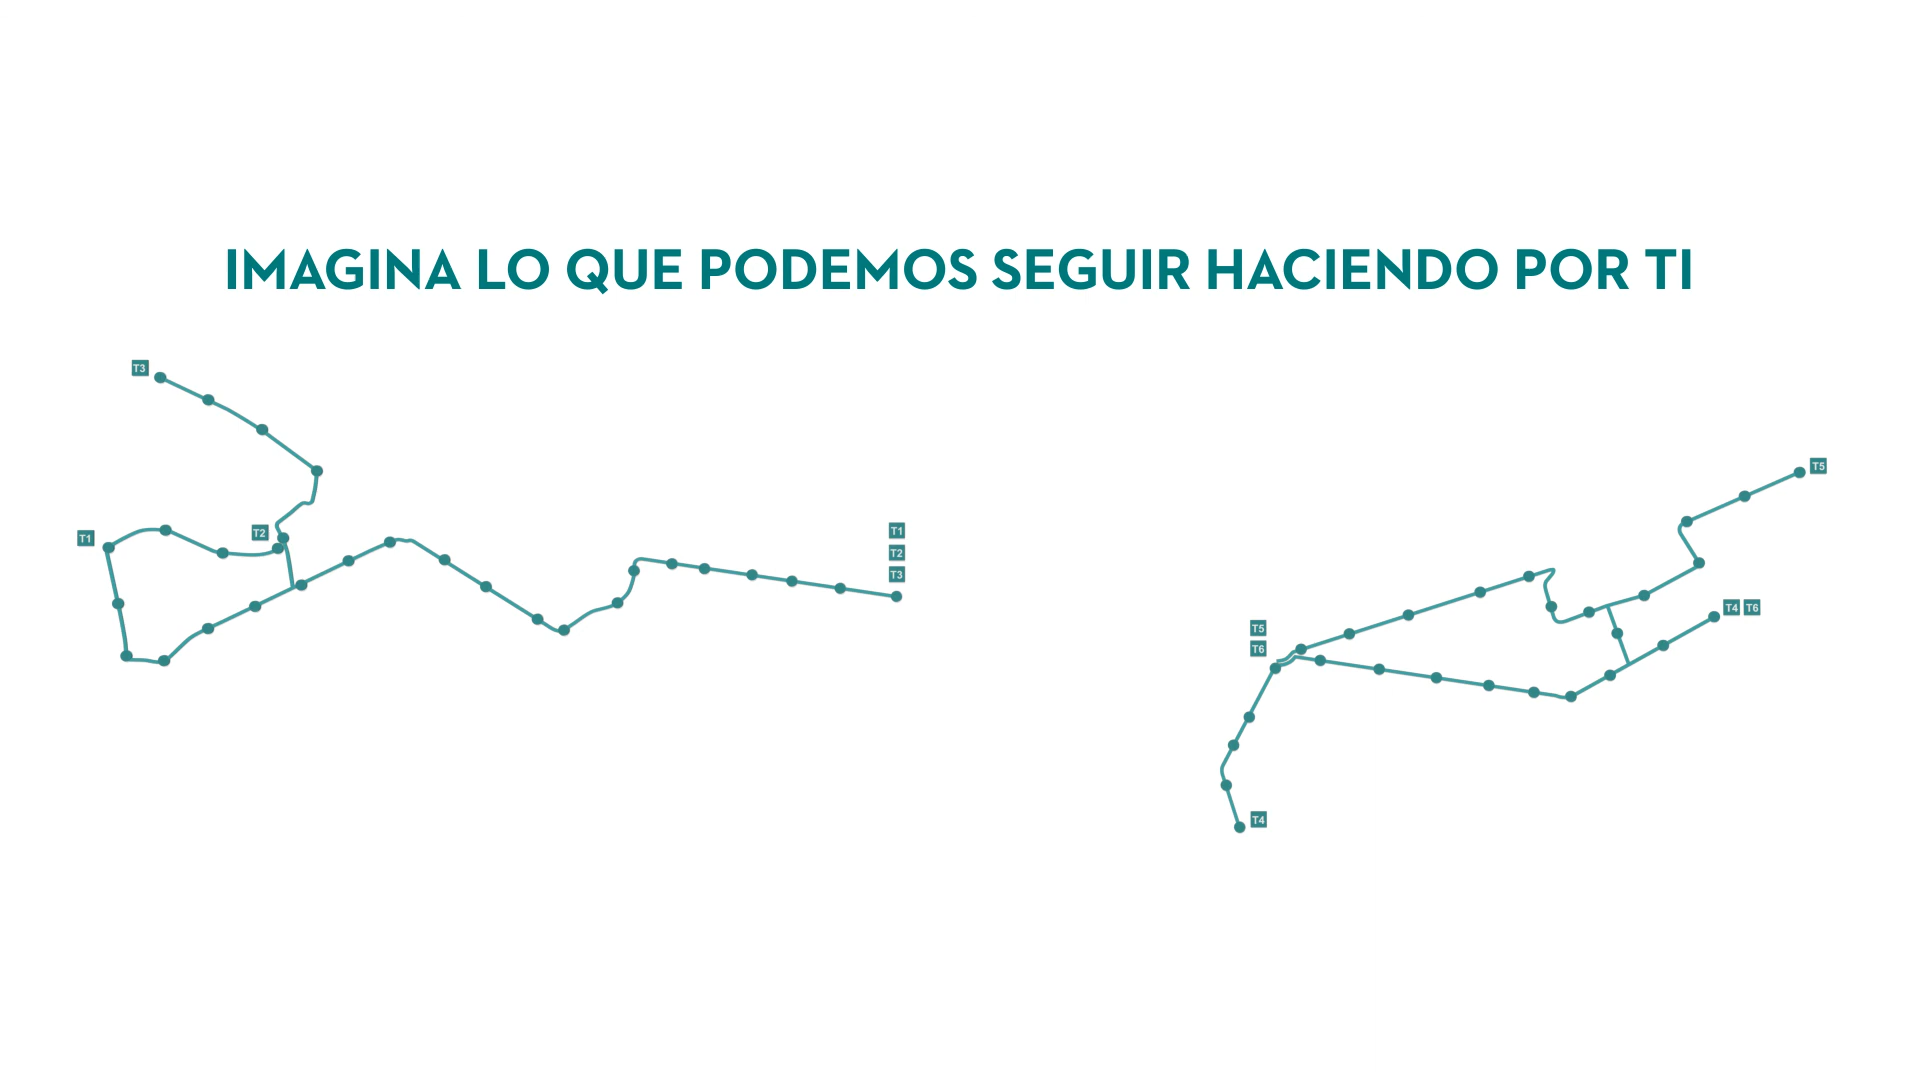 IMAGINA LO QUE PODEMOS SEGUIR HACIENDO POR TI
T3
T1
T2
T1
T2
T3
T5
T4 T6
T5
T6
T4